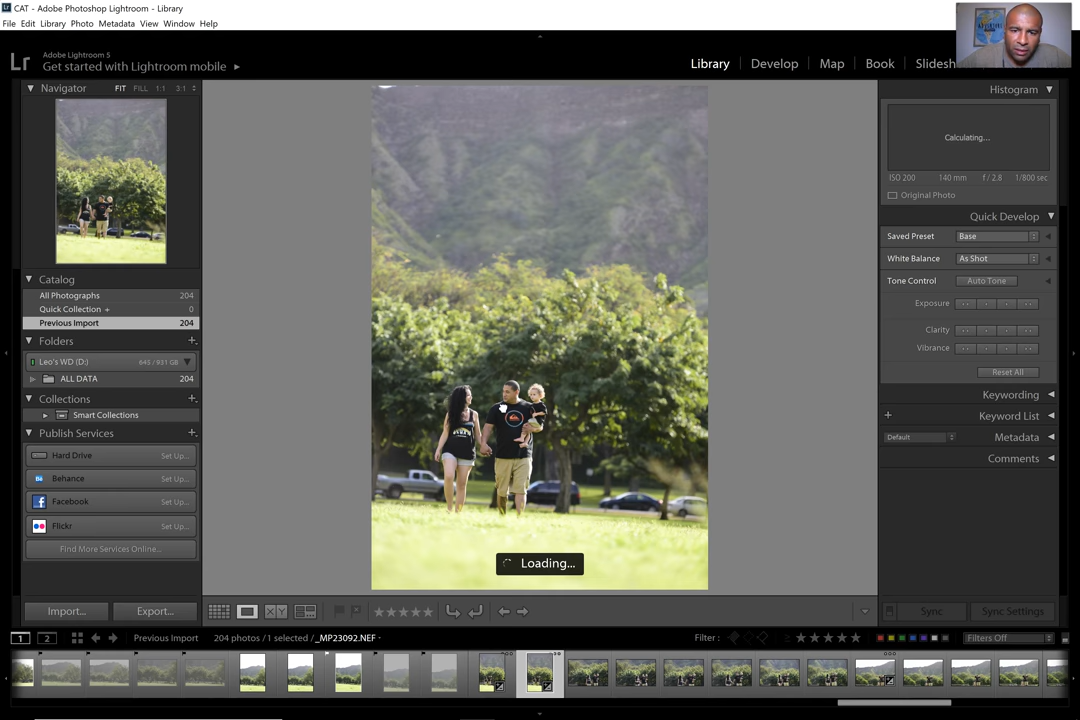 CAT - Adobe Photoshop Lightroom - Library
File Edit Library Photo Metadata View Window Help
Lr
Adobe Lightroom 5
Get started with Lightroom mobile
Library
Develop
Map
Book
Slidesh
Navigator
FIT
FILL
1:1
3:1
Histogram
Calculating...
ISO 200
140 mm
f / 2.8
1/800 sec
Original Photo
Quick Develop
Saved Preset
Base
White Balance
As Shot
Tone Control
Auto Tone
Exposure
Clarity
Vibrance
Reset All
Keywording
Keyword List
Default
Metadata
Comments
Catalog
All Photographs 204
Quick Collection + 0
Previous Import 204
Folders
Leo's WD (D:) 645 / 931 GB
ALL DATA 204
Collections
Smart Collections
Publish Services
Hard Drive Set Up...
Behance Set Up...
Facebook Set Up...
Flickr Set Up...
Find More Services Online...
Loading...
Import...
Export...
Sync
Sync Settings
1
2
Previous Import
204 photos / 1 selected / _MP23092.NEF
Filter :
Filters Off